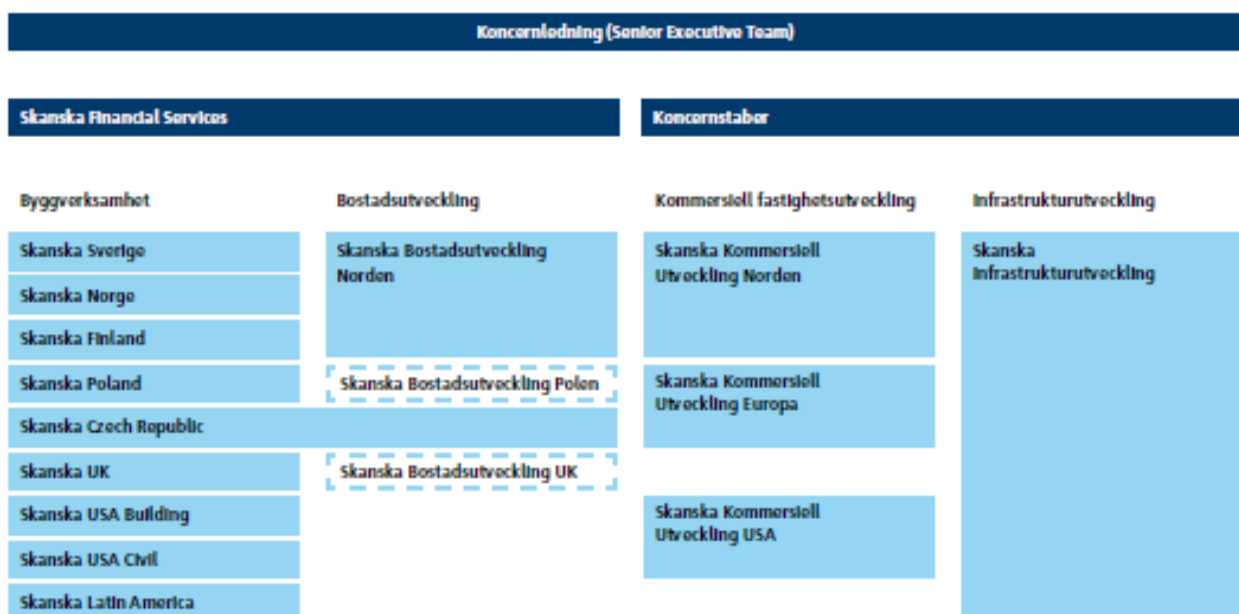 Koncernledning (Senior Executive Team)
Skanska Financial Services
Koncernstaber
Byggverksamhet
Bostadsutveckling
Kommersiell fastighetsutveckling
Infrastrukturutveckling
Skanska Sverige
Skanska Norge
Skanska Finland
Skanska Poland
Skanska Czech Republic
Skanska UK
Skanska USA Building
Skanska USA Civil
Skanska Latin America
Skanska Bostadsutveckling
Norden
Skanska Bostadsutveckling Polen
Skanska Bostadsutveckling UK
Skanska Kommersiell
Utveckling Norden
Skanska Kommersiell
Utveckling Europa
Skanska Kommersiell
Utveckling USA
Skanska
Infrastrukturutveckling